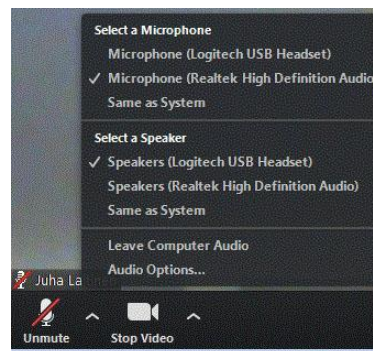 Select a Microphone
Microphone (Logitech USB Headset)
✓ Microphone (Realtek High Definition Audio
Same as System
Select a Speaker
✓ Speakers (Logitech USB Headset)
Speakers (Realtek High Definition Audio)
Same as System
Leave Computer Audio
Audio Options...
Juha La
Unmute
Stop Video